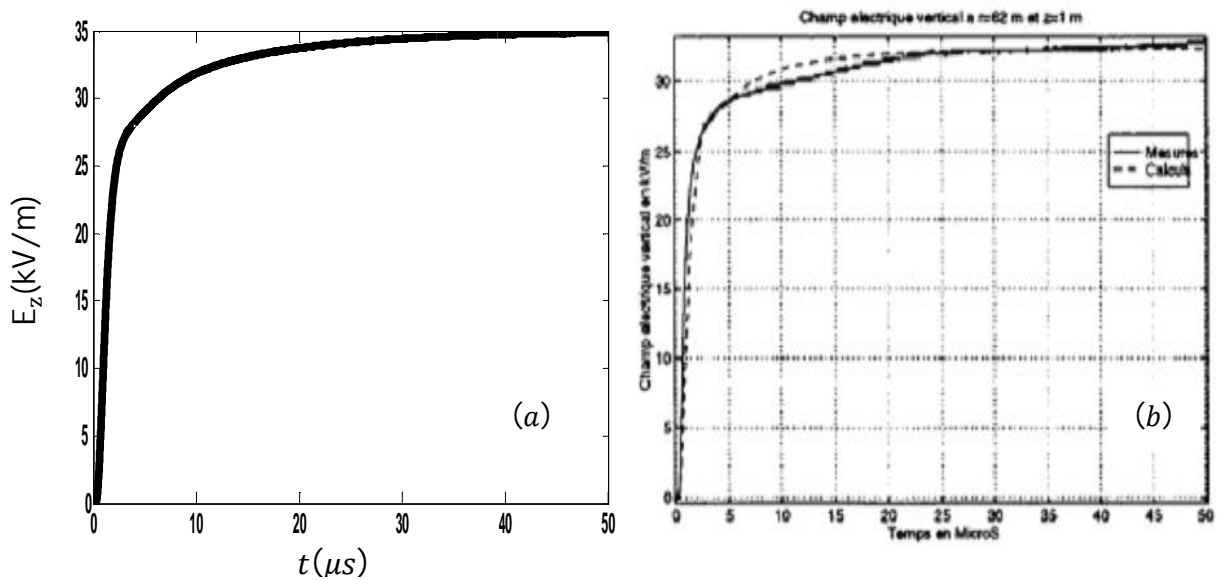 35
30
25
20
15
10
5
0
E_z(kV/m)
0 10 20 30 40 50
t(μs)
(a)
Champ electrique vertical a r=62 m et z=1 m
Champ electrique vertical en kV/m
30
25
20
15
10
5
0
Mesures
Calculs
(b)
0 5 10 15 20 25 30 35 40 45 50
Temps en MicroS